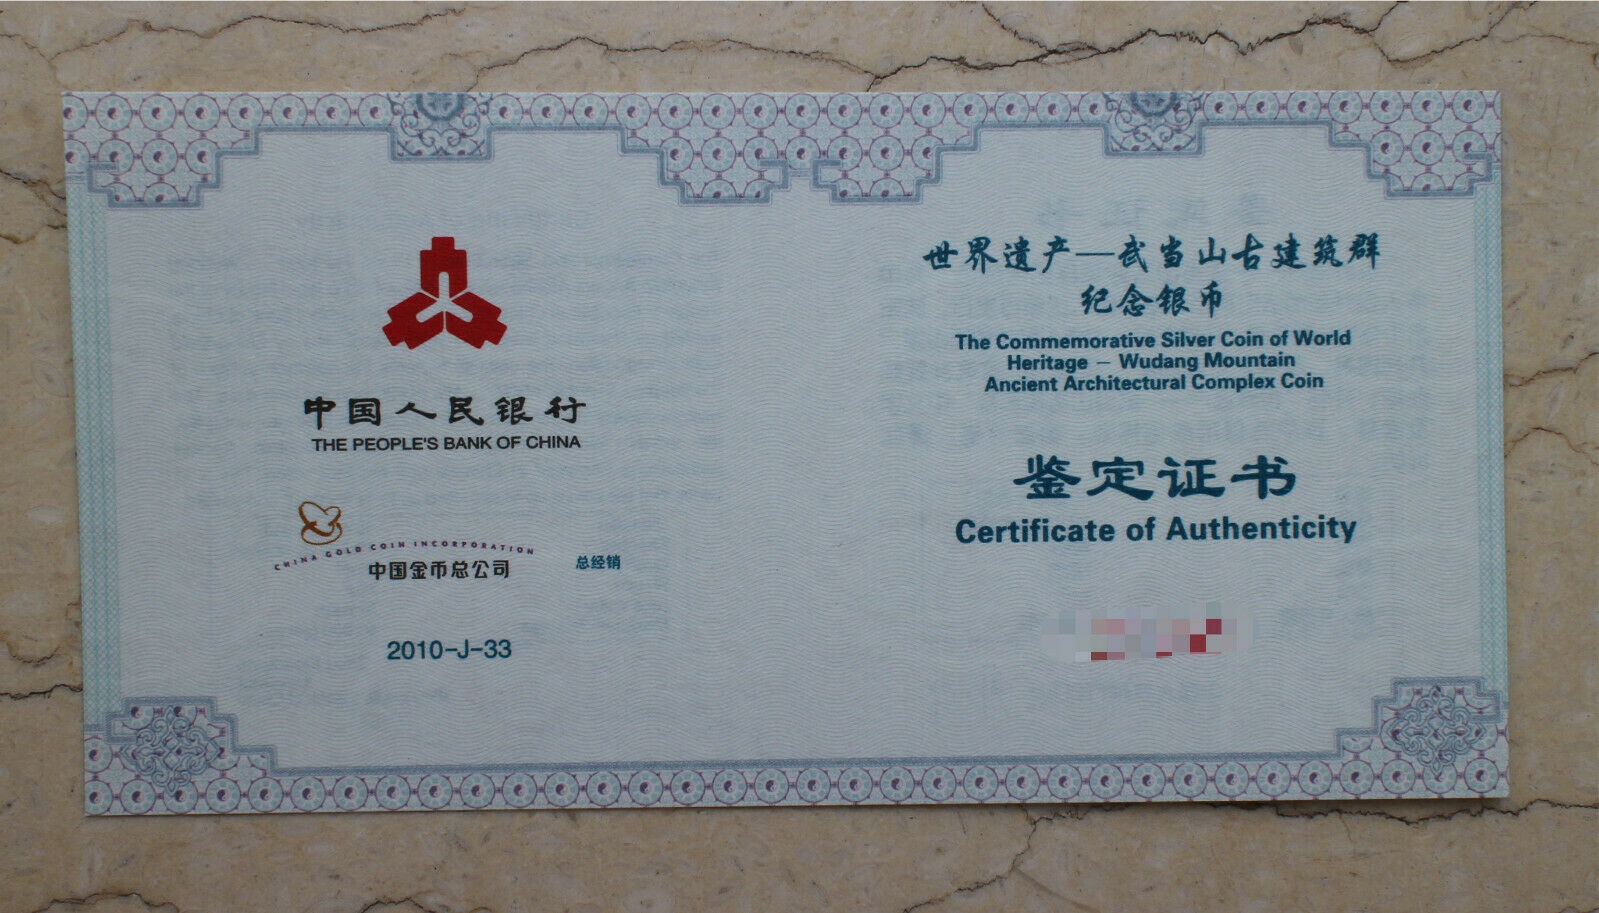 中国人民银行
THE PEOPLE'S BANK OF CHINA
CHINA GOLD COIN INCORPORATION
中国金币总公司
总经销
2010-J-33
世界遗产—武当山古建筑群
纪念银币
The Commemorative Silver Coin of World
Heritage — Wudang Mountain
Ancient Architectural Complex Coin
鉴定证书
Certificate of Authenticity